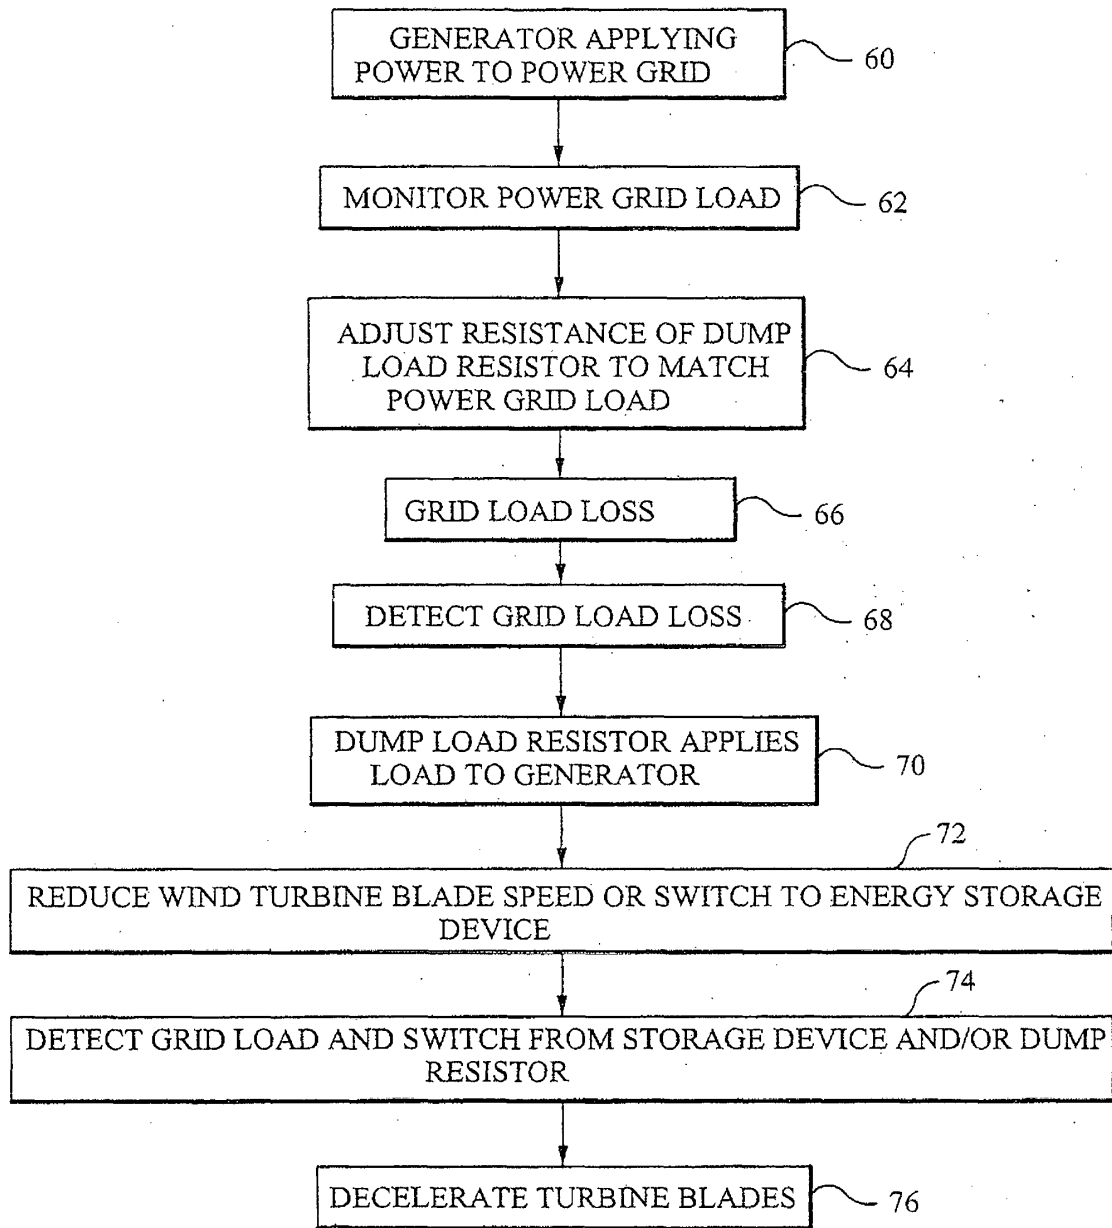 GENERATOR APPLYING
POWER TO POWER GRID
60
MONITOR POWER GRID LOAD
62
ADJUST RESISTANCE OF DUMP
LOAD RESISTOR TO MATCH
POWER GRID LOAD
64
GRID LOAD LOSS
66
DETECT GRID LOAD LOSS
68
DUMP LOAD RESISTOR APPLIES
LOAD TO GENERATOR
70
72
REDUCE WIND TURBINE BLADE SPEED OR SWITCH TO ENERGY STORAGE
DEVICE
74
DETECT GRID LOAD AND SWITCH FROM STORAGE DEVICE AND/OR DUMP
RESISTOR
DECELERATE TURBINE BLADES
76